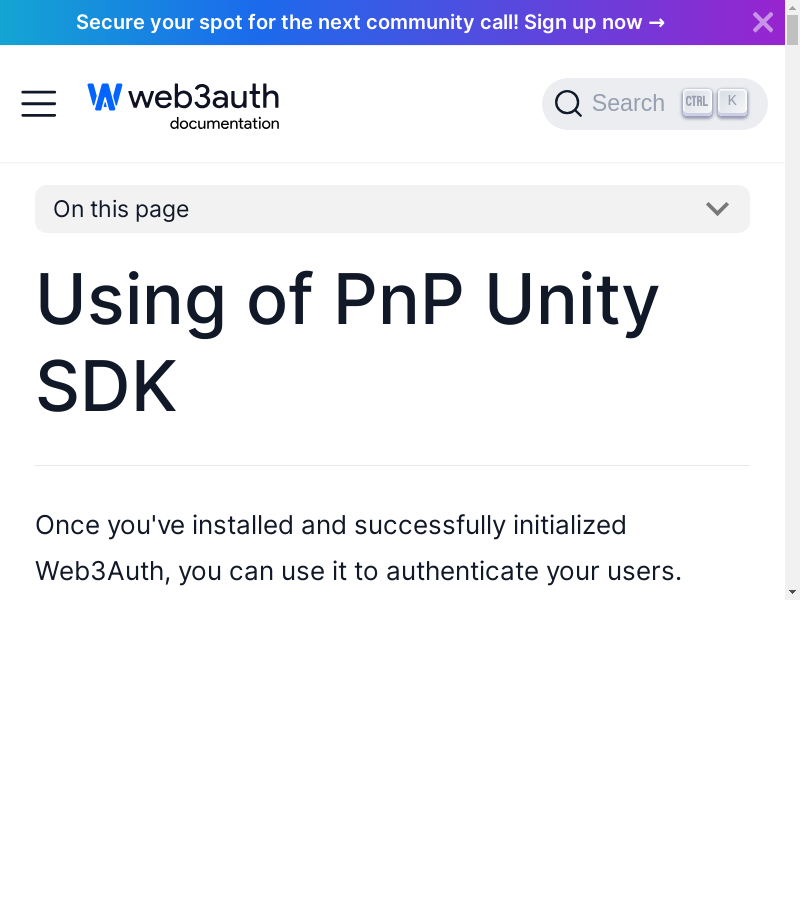 Secure your spot for the next community call! Sign up now →
web3auth
documentation
Search CTRL K
On this page
Using of PnP Unity
SDK
Once you've installed and successfully initialized
Web3Auth, you can use it to authenticate your users.